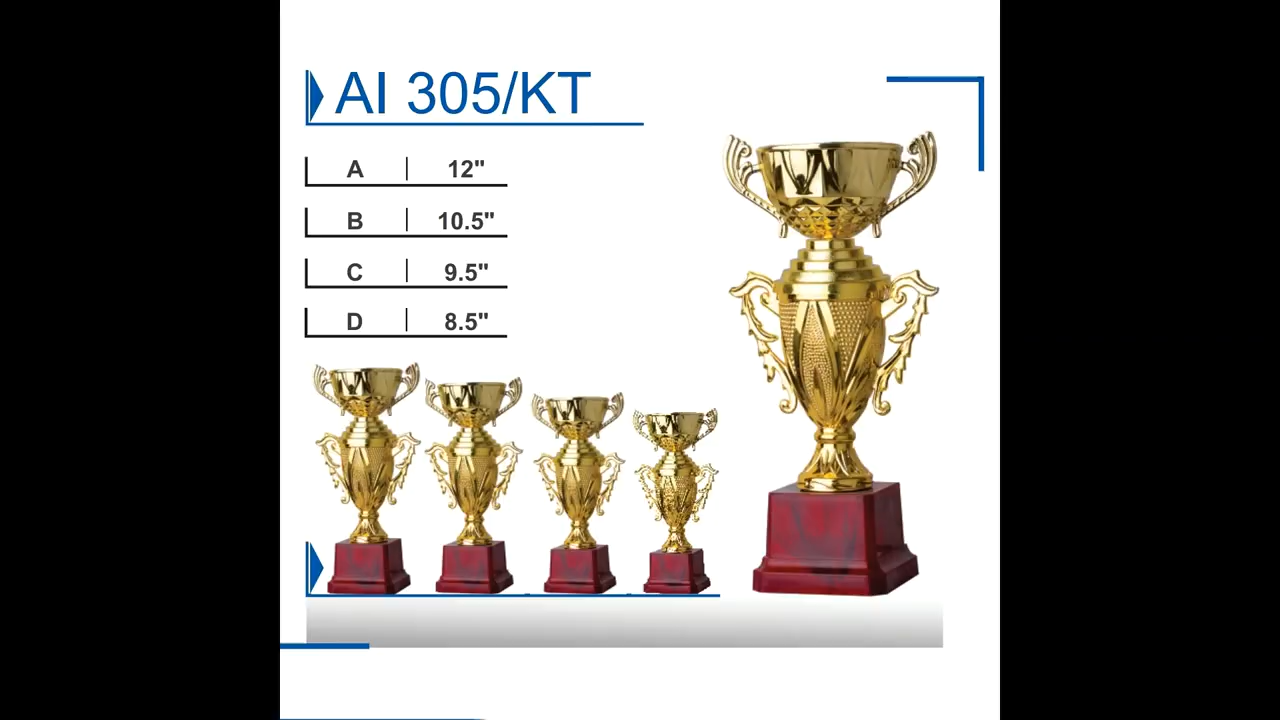 AI 305/KT
A | 12"
B | 10.5"
C | 9.5"
D | 8.5"